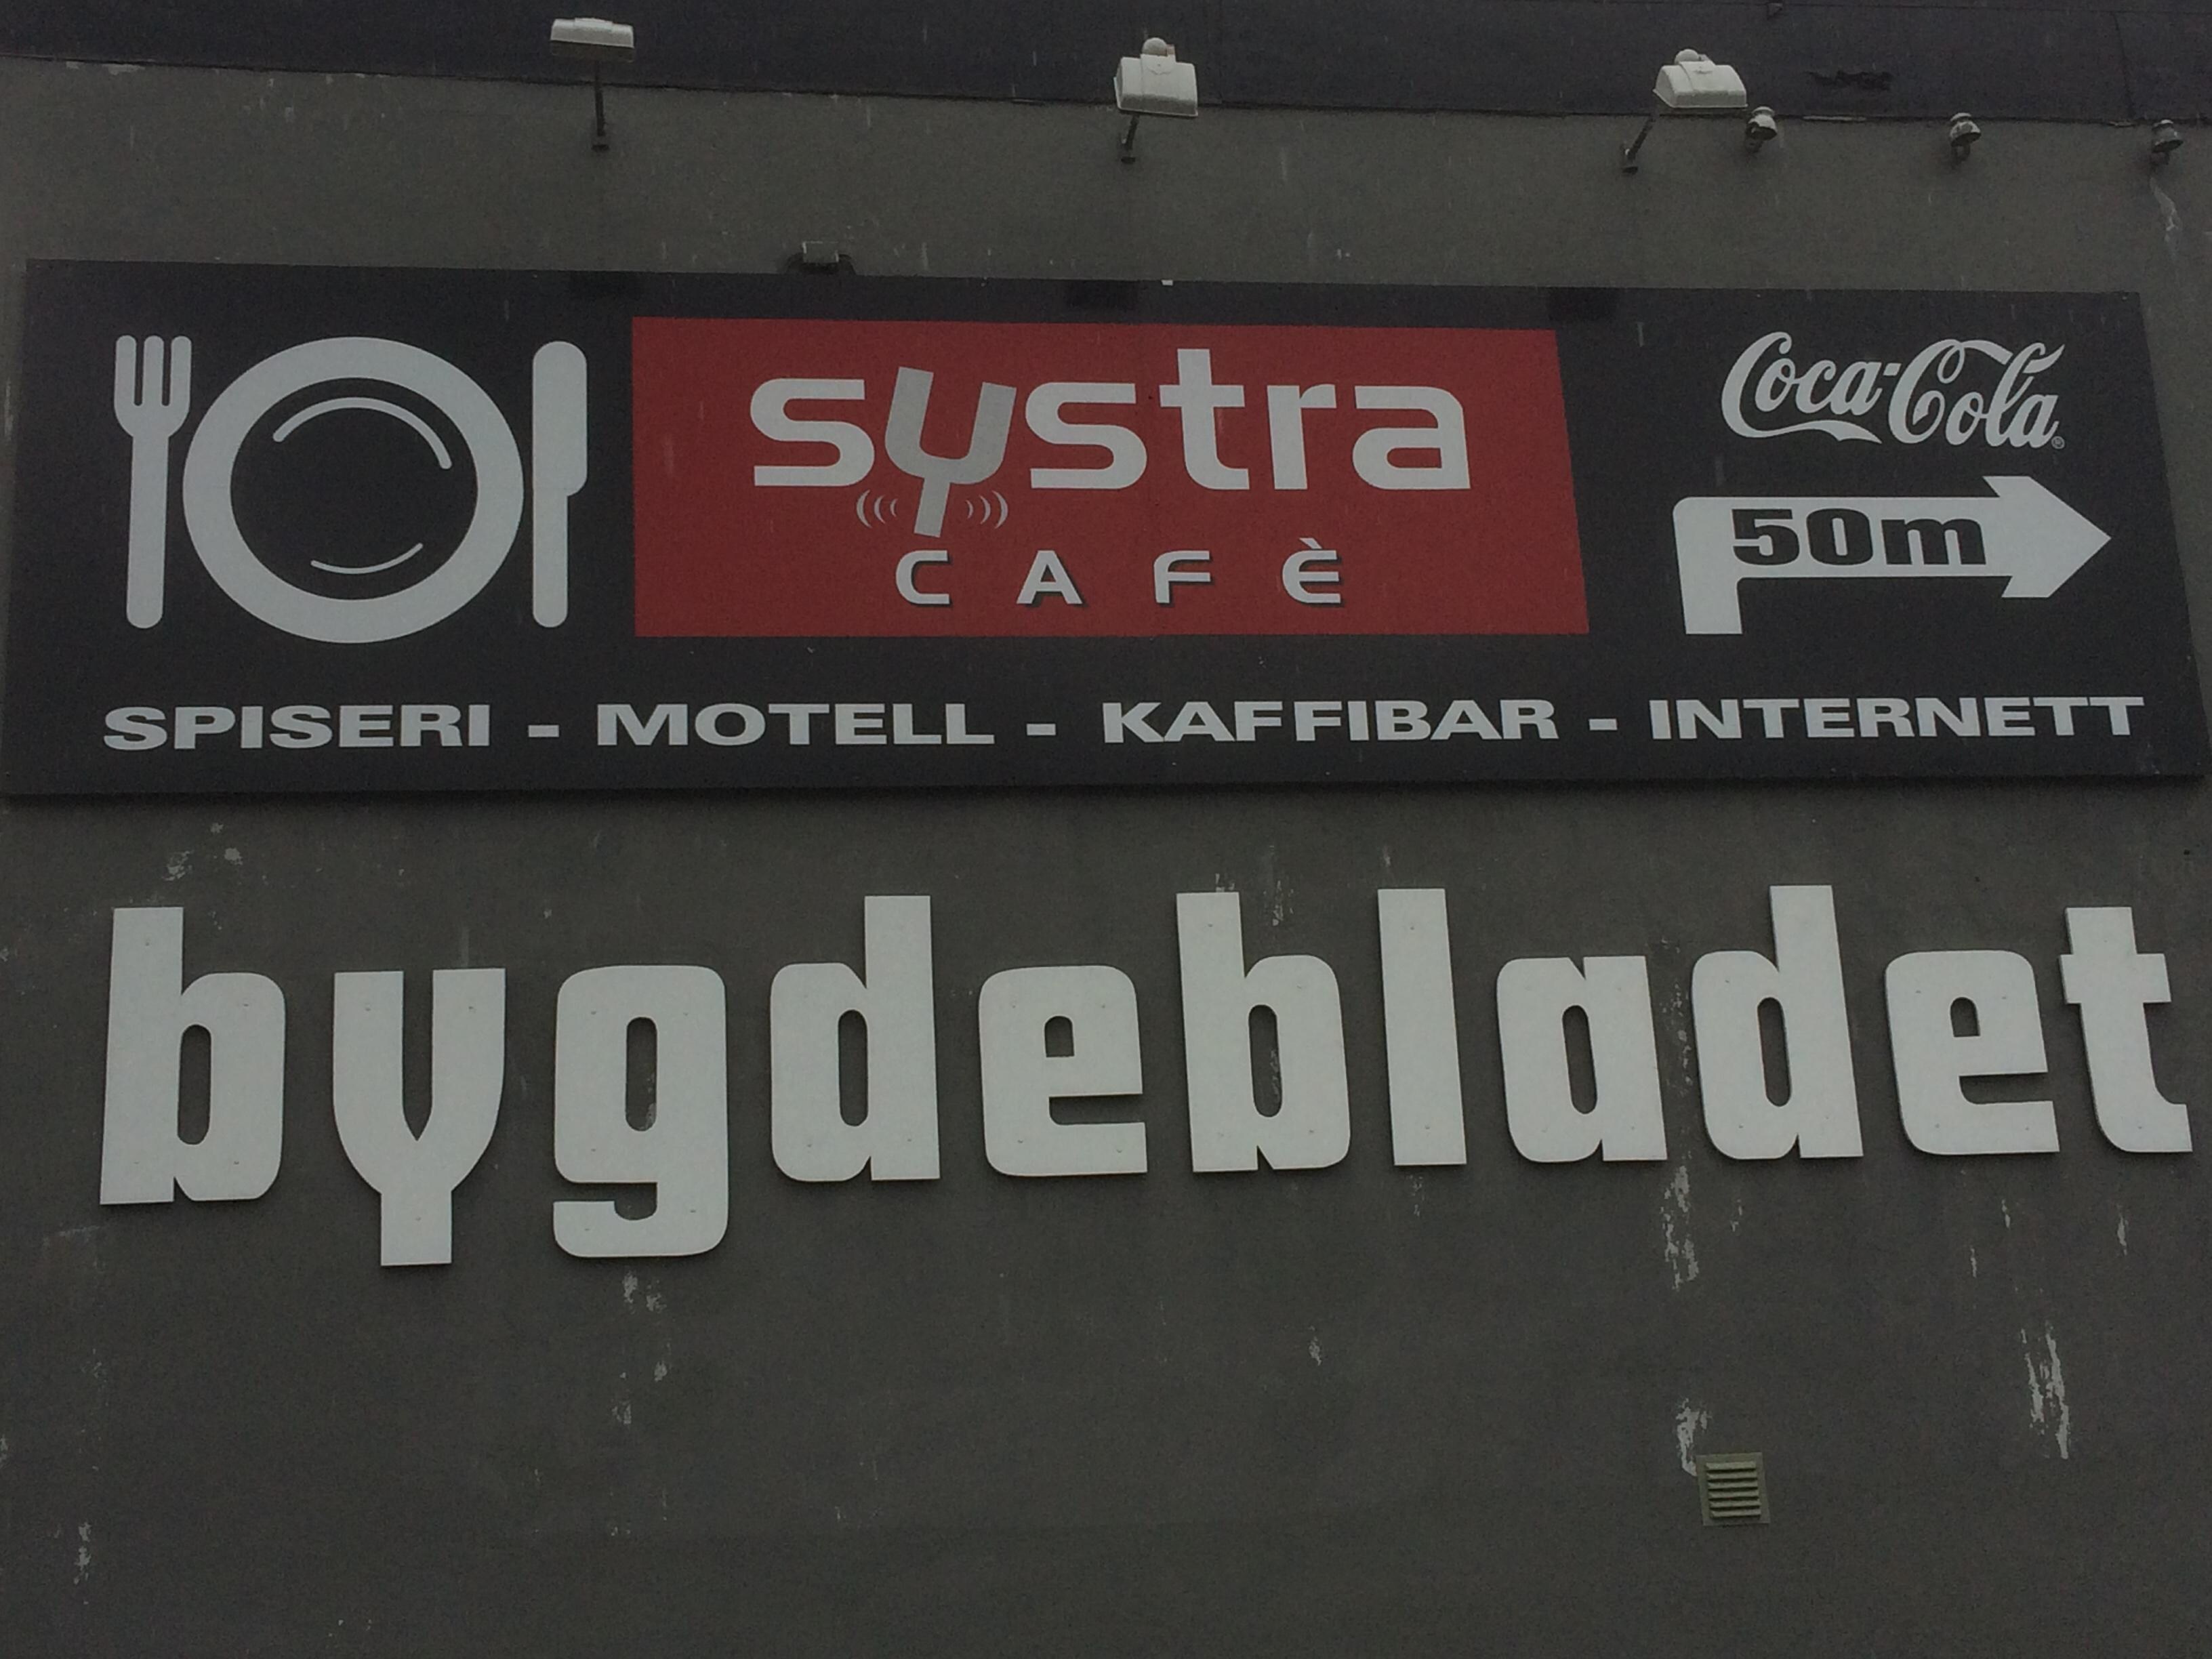 systra
CAFÈ
Coca-Cola®
50m
SPISERI - MOTELL - KAFFIBAR - INTERNETT
bygdebladet